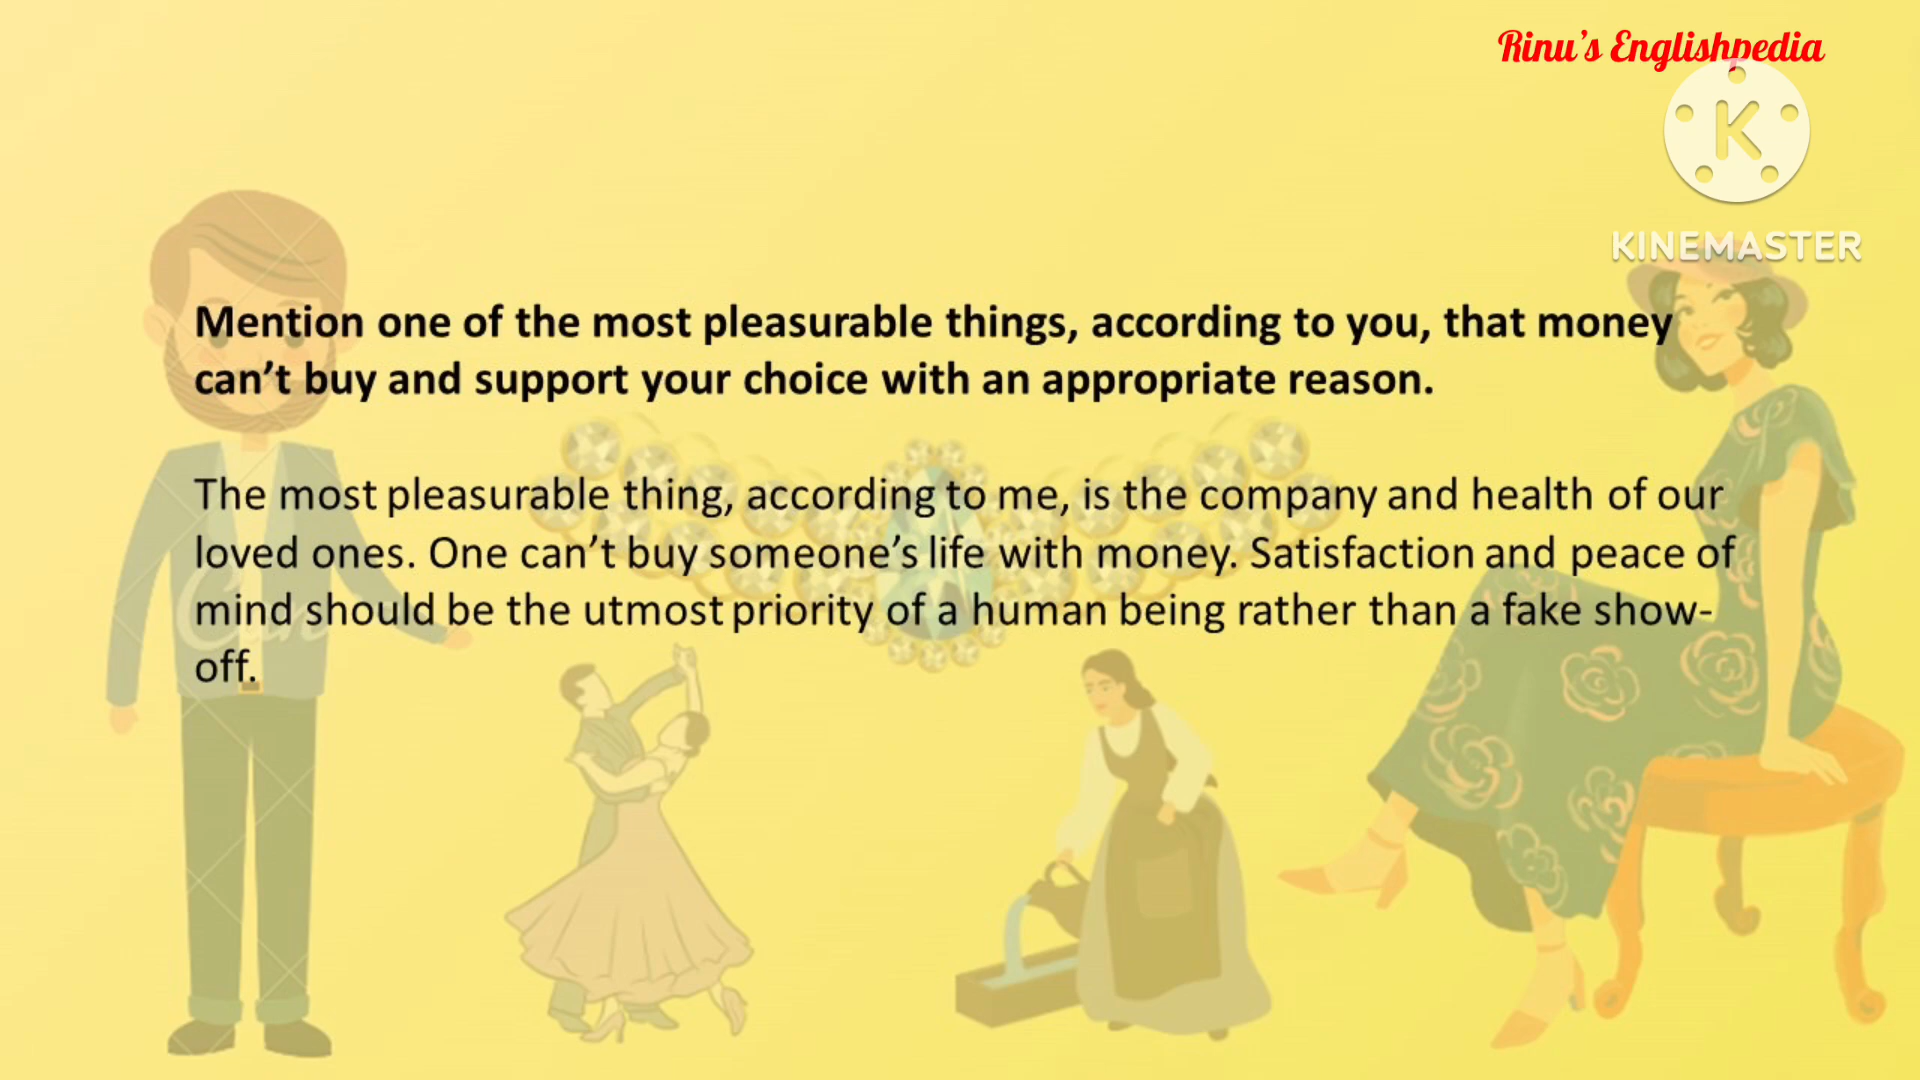 Rinu's Englishpedia
K
KINEMASTER
Mention one of the most pleasurable things, according to you, that money
can't buy and support your choice with an appropriate reason.
The most pleasurable thing, according to me, is the company and health of our
loved ones. One can't buy someone's life with money. Satisfaction and peace of
mind should be the utmost priority of a human being rather than a fake show-
off.